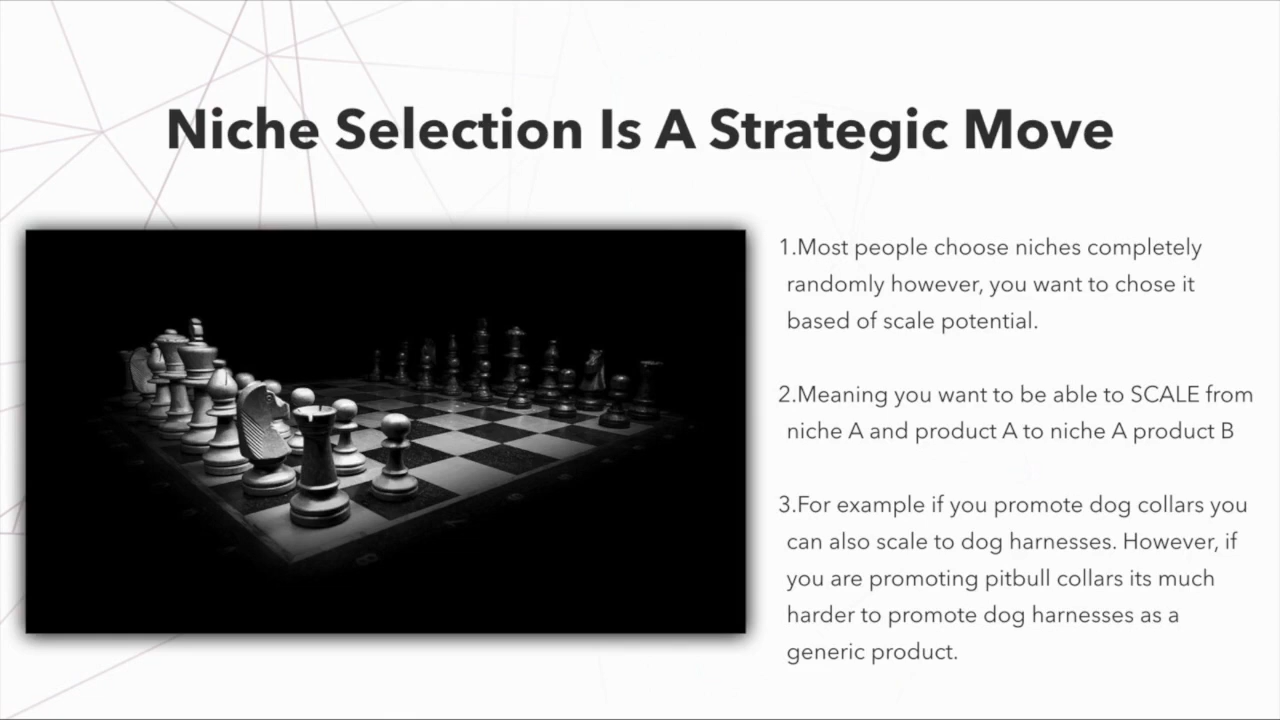 Niche Selection Is A Strategic Move
1.Most people choose niches completely
randomly however, you want to chose it
based of scale potential.
2.Meaning you want to be able to SCALE from
niche A and product A to niche A product B
3.For example if you promote dog collars you
can also scale to dog harnesses. However, if
you are promoting pitbull collars its much
harder to promote dog harnesses as a
generic product.